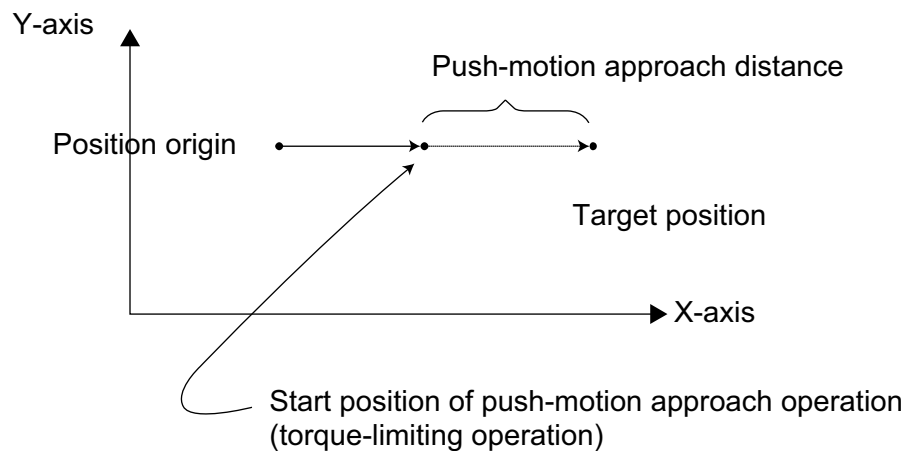 Y-axis
Push-motion approach distance
Position origin
Target position
X-axis
Start position of push-motion approach operation
(torque-limiting operation)